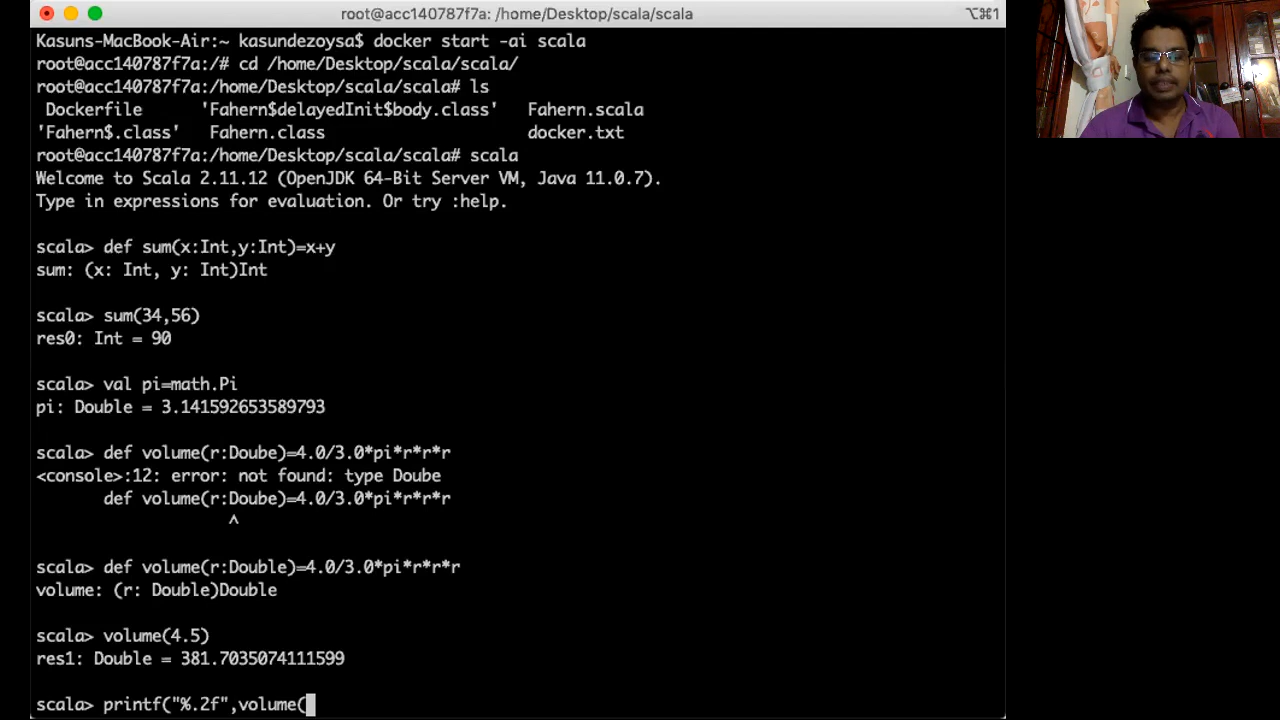 root@acc140787f7a: /home/Desktop/scala/scala
⌥⌘1
Kasuns-MacBook-Air:~ kasundezoysa$ docker start -ai scala
root@acc140787f7a:/# cd /home/Desktop/scala/scala/
root@acc140787f7a:/home/Desktop/scala/scala# ls
 Dockerfile      'Fahern$delayedInit$body.class'   Fahern.scala
'Fahern$.class'   Fahern.class                     docker.txt
root@acc140787f7a:/home/Desktop/scala/scala# scala
Welcome to Scala 2.11.12 (OpenJDK 64-Bit Server VM, Java 11.0.7).
Type in expressions for evaluation. Or try :help.
scala> def sum(x:Int,y:Int)=x+y
sum: (x: Int, y: Int)Int
scala> sum(34,56)
res0: Int = 90
scala> val pi=math.Pi
pi: Double = 3.141592653589793
scala> def volume(r:Doube)=4.0/3.0*pi*r*r*r
<console>:12: error: not found: type Doube
       def volume(r:Doube)=4.0/3.0*pi*r*r*r
                    ^
scala> def volume(r:Double)=4.0/3.0*pi*r*r*r
volume: (r: Double)Double
scala> volume(4.5)
res1: Double = 381.7035074111599
scala> printf("%.2f",volume(